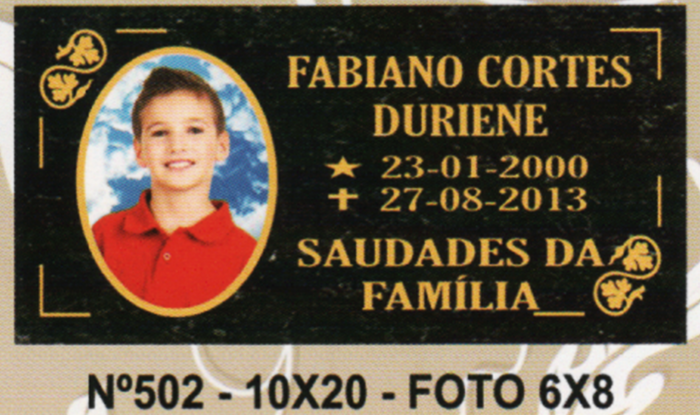 FABIANO CORTES
DURIENE
★ 23-01-2000
✝ 27-08-2013
SAUDADES DA
FAMÍLIA
Nº502 - 10X20 - FOTO 6X8